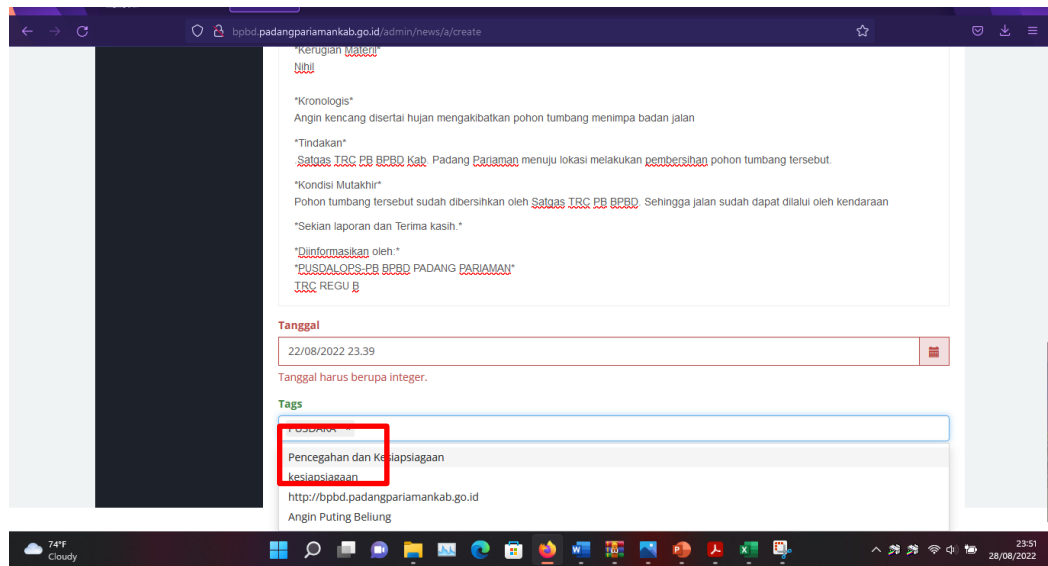 bpbd.padangpariamankab.go.id/admin/news/a/create
*Kerugian Materil*
Nihil
*Kronologis*
Angin kencang disertai hujan mengakibatkan pohon tumbang menimpa badan jalan
*Tindakan*
Satgas TRC PB BPBD Kab. Padang Pariaman menuju lokasi melakukan pembersihan pohon tumbang tersebut.
*Kondisi Mutakhir*
Pohon tumbang tersebut sudah dibersihkan oleh Satgas TRC PB BPBD. Sehingga jalan sudah dapat dilalui oleh kendaraan
*Sekian laporan dan Terima kasih.*
*Diinformasikan oleh:*
*PUSDALOPS-PB BPBD PADANG PARIAMAN*
TRC REGU B
Tanggal
22/08/2022 23.39
Tanggal harus berupa integer.
Tags
Pencegahan dan Kesiapsiagaan
kesiapsiagaan
http://bpbd.padangpariamankab.go.id
Angin Puting Beliung
74°F
Cloudy
23:51
28/08/2022